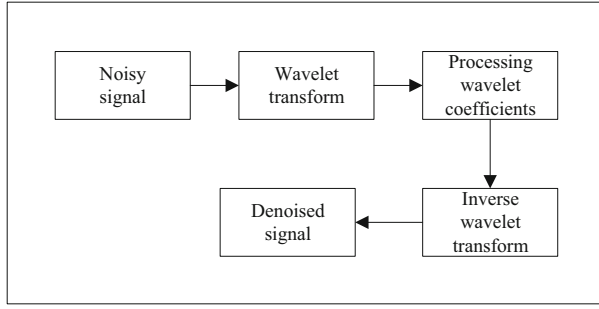 Noisy
signal
Wavelet
transform
Processing
wavelet
coefficients
Inverse
wavelet
transform
Denoised
signal